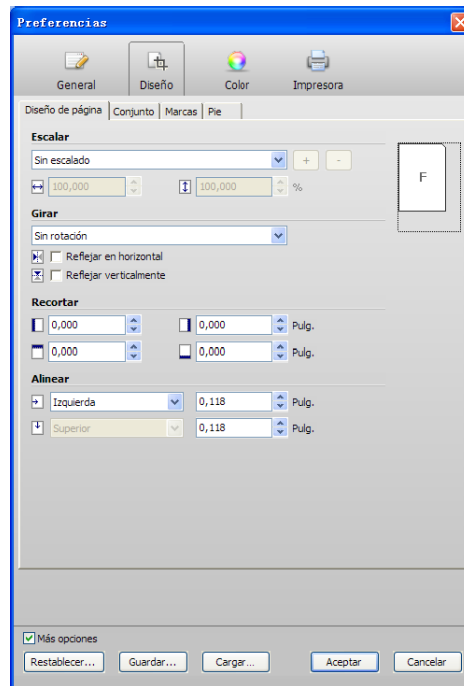 Preferencias
General Diseño Color Impresora
Diseño de página Conjunto Marcas Pie
Escalar
Sin escalado + -
100,000 100,000 %
F
Girar
Sin rotación
Reflejar en horizontal
Reflejar verticalmente
Recortar
0,000 0,000 Pulg.
0,000 0,000 Pulg.
Alinear
Izquierda 0,118 Pulg.
Superior 0,118 Pulg.
Más opciones
Restablecer... Guardar... Cargar... Aceptar Cancelar